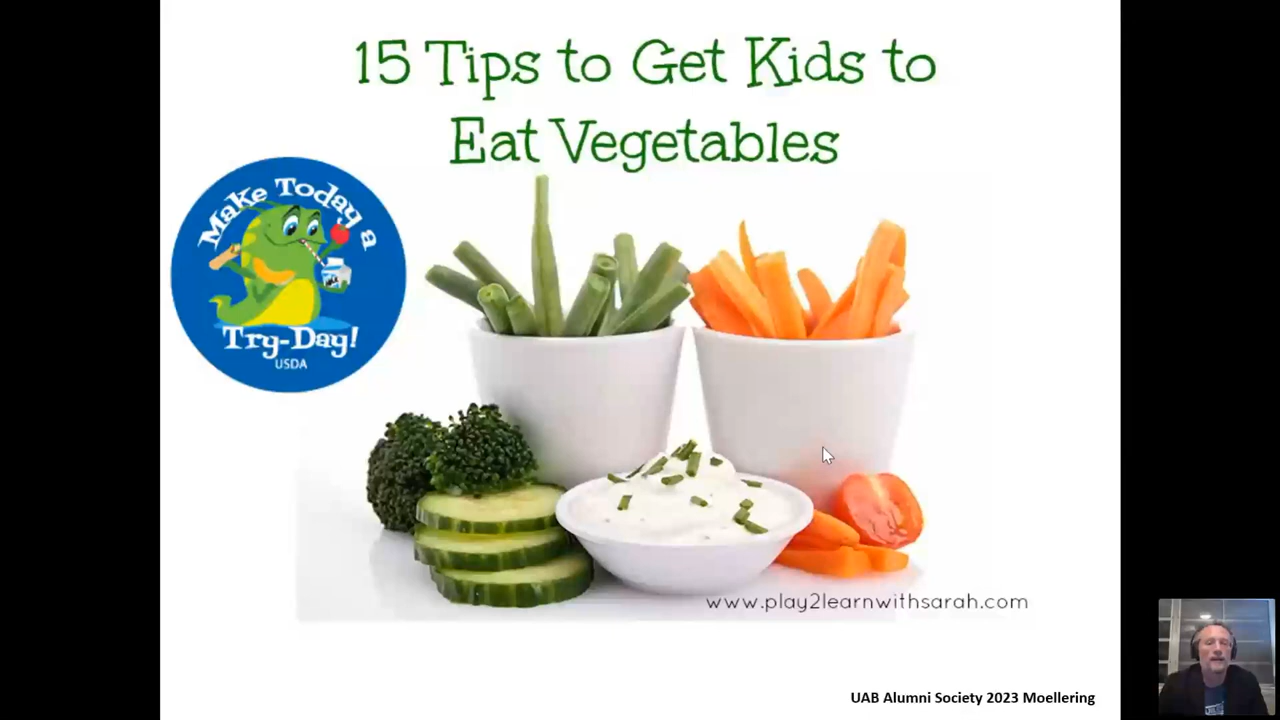 15 Tips to Get Kids to
Eat Vegetables
Make Today a
Try-Day!
USDA
www.play2learnwithsarah.com
UAB Alumni Society 2023 Moellering